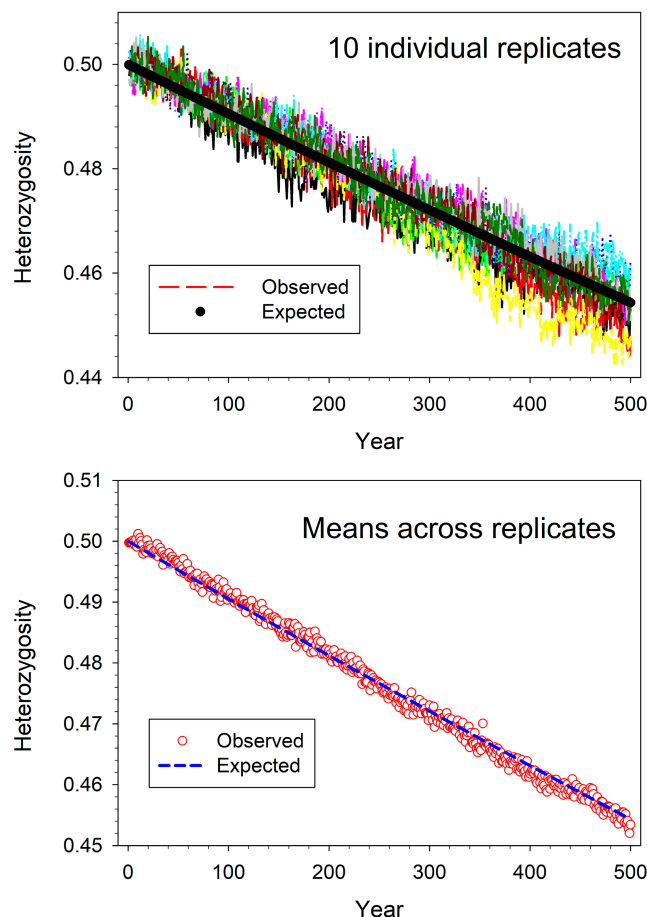 10 individual replicates
0.50
0.48
0.46
0.44
Heterozygosity
Observed
Expected
0 100 200 300 400 500
Year
Means across replicates
0.51
0.50
0.49
0.48
0.47
0.46
0.45
Heterozygosity
Observed
Expected
0 100 200 300 400 500
Year